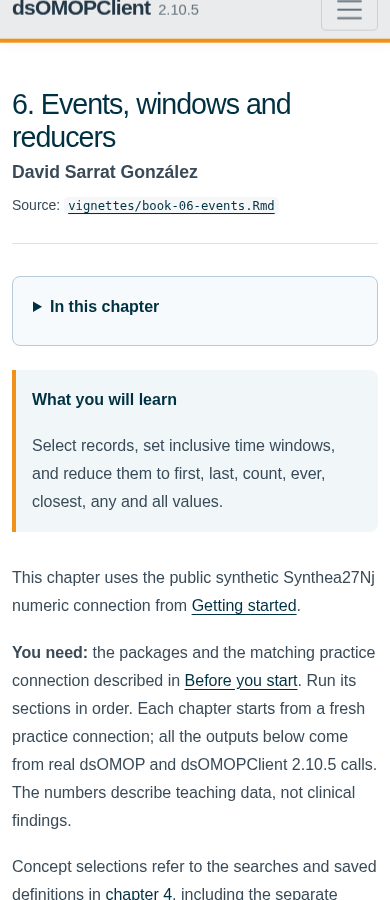 dsOMOPClient 2.10.5
6. Events, windows and
reducers
David Sarrat González
Source: vignettes/book-06-events.Rmd
In this chapter
What you will learn
Select records, set inclusive time windows,
and reduce them to first, last, count, ever,
closest, any and all values.
This chapter uses the public synthetic Synthea27Nj
numeric connection from Getting started.
You need: the packages and the matching practice
connection described in Before you start. Run its
sections in order. Each chapter starts from a fresh
practice connection; all the outputs below come
from real dsOMOP and dsOMOPClient 2.10.5 calls.
The numbers describe teaching data, not clinical
findings.
Concept selections refer to the searches and saved
definitions in chapter 4, including the separate